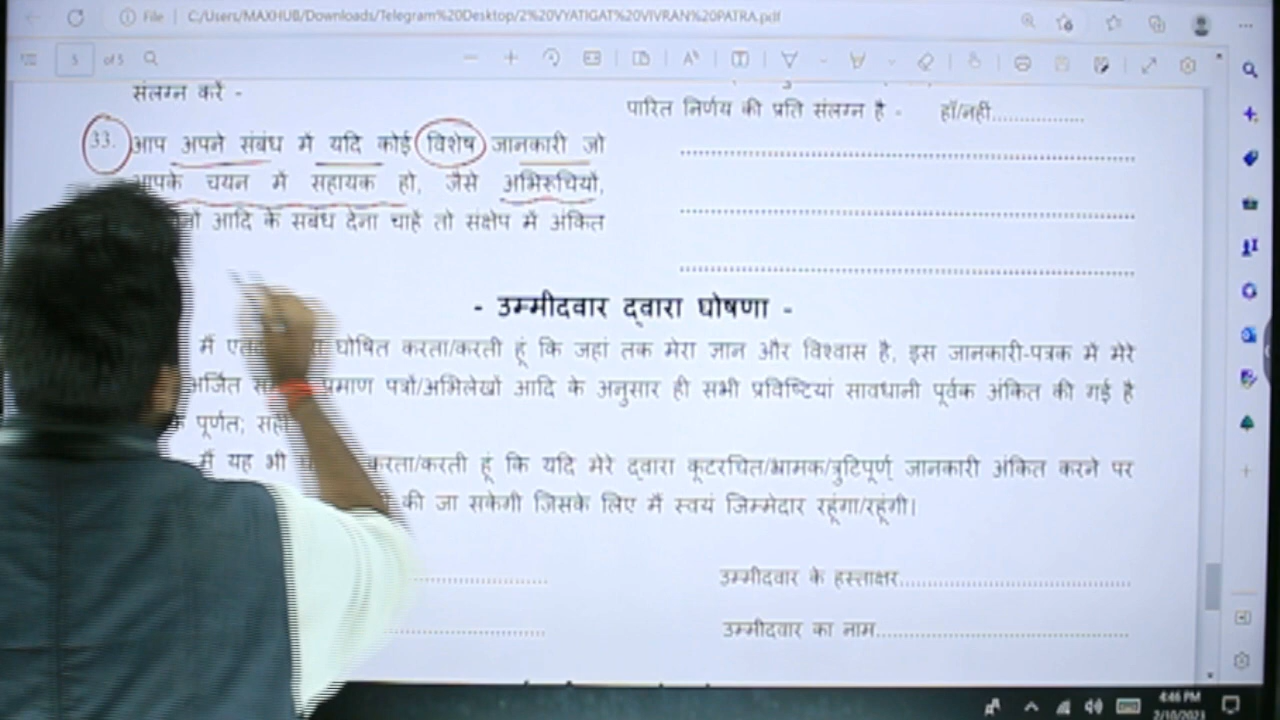 File | C:/Users/MAXHUB/Downloads/Telegram%20Desktop/2%20VYATIGAT%20VIVRAN%20PATRA.pdf
5 of 5
संलग्न करें -
पारित निर्णय की प्रति संलग्न है - हाँ/नहीं................
33. आप अपने संबंध में यदि कोई विशेष जानकारी जो
आपके चयन में सहायक हो, जैसे अभिरूचियों,
आदि के संबंध देना चाहें तो संक्षेप में अंकित
- उम्मीदवार द्वारा घोषणा -
मैं घोषित करता/करती हूं कि जहां तक मेरा ज्ञान और विश्वास है, इस जानकारी-पत्रक में मेरे
अर्जित प्रमाण पत्रों/अभिलेखों आदि के अनुसार ही सभी प्रविष्टियां सावधानी पूर्वक अंकित की गई है
पूर्णत; सही
मैं यह भी करता/करती हूं कि यदि मेरे द्वारा कूटरचित/भ्रामक/त्रुटिपूर्ण जानकारी अंकित करने पर
की जा सकेगी जिसके लिए मैं स्वयं जिम्मेदार रहूंगा/रहूंगी।
उम्मीदवार के हस्ताक्षर........................................
उम्मीदवार का नाम............................................
4:46 PM
2/10/2023